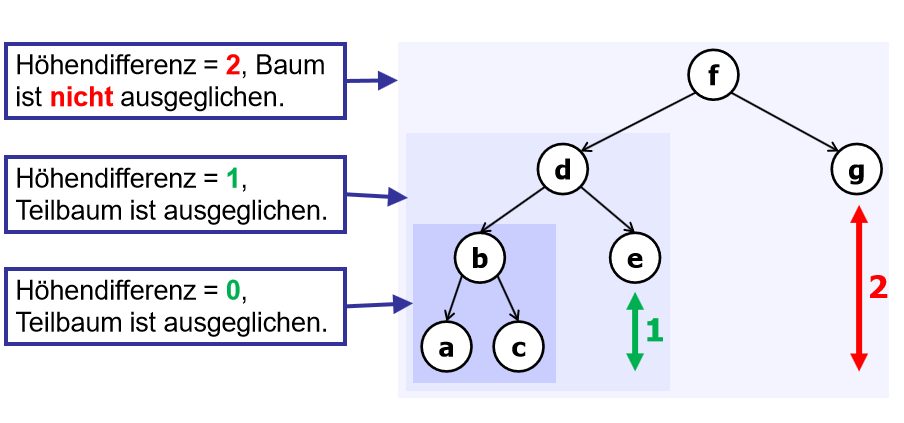 Höhendifferenz = 2, Baum
ist nicht ausgeglichen.
f
Höhendifferenz = 1,
Teilbaum ist ausgeglichen.
d
g
Höhendifferenz = 0,
Teilbaum ist ausgeglichen.
b
e
2
a
c
1